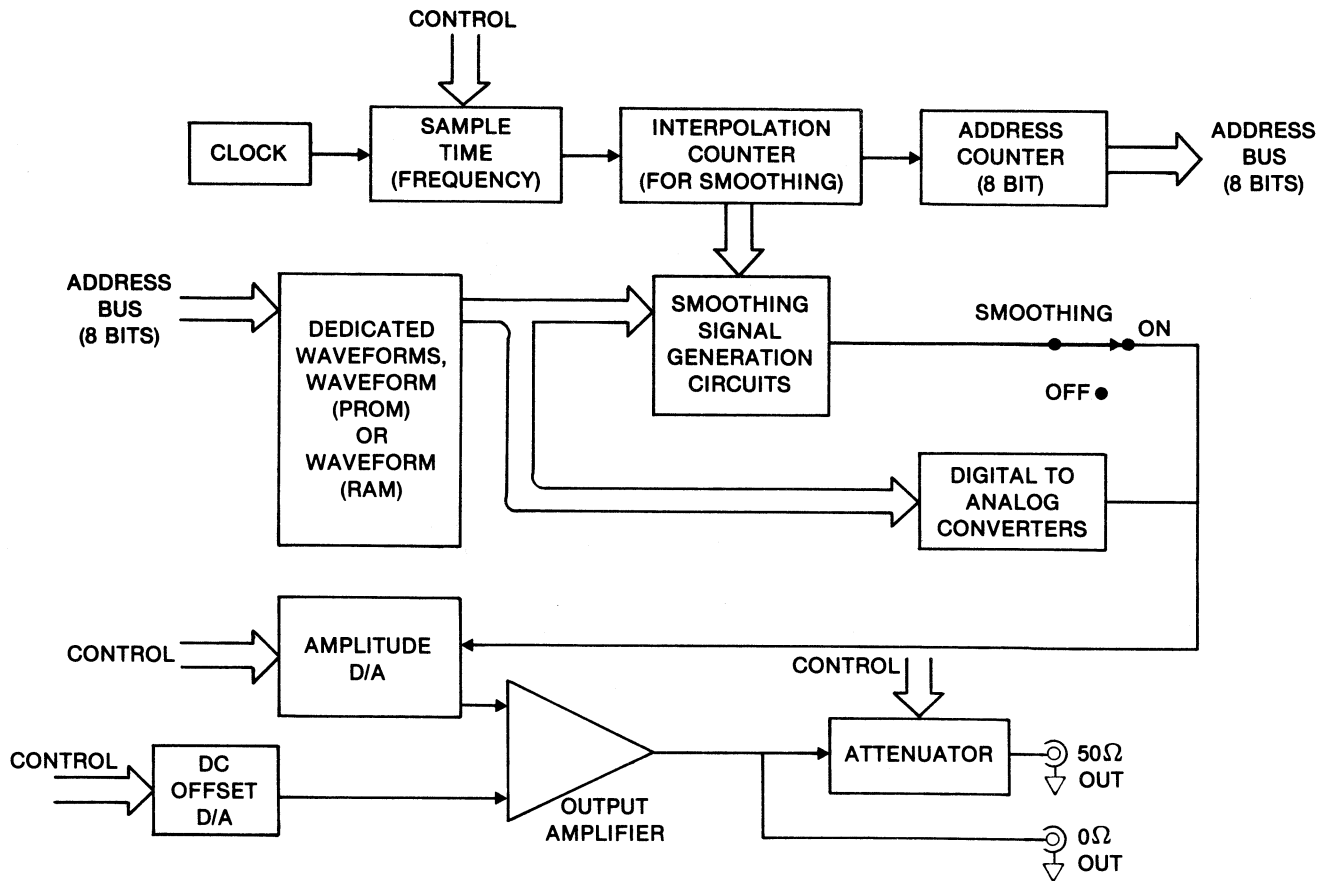 CONTROL
CLOCK
SAMPLE
TIME
(FREQUENCY)
INTERPOLATION
COUNTER
(FOR SMOOTHING)
ADDRESS
COUNTER
(8 BIT)
ADDRESS
BUS
(8 BITS)
ADDRESS
BUS
(8 BITS)
DEDICATED
WAVEFORMS,
WAVEFORM
(PROM)
OR
WAVEFORM
(RAM)
SMOOTHING
SIGNAL
GENERATION
CIRCUITS
SMOOTHING
ON
OFF
DIGITAL TO
ANALOG
CONVERTERS
CONTROL
AMPLITUDE
D/A
CONTROL
ATTENUATOR
50Ω
OUT
CONTROL
DC
OFFSET
D/A
OUTPUT
AMPLIFIER
0Ω
OUT